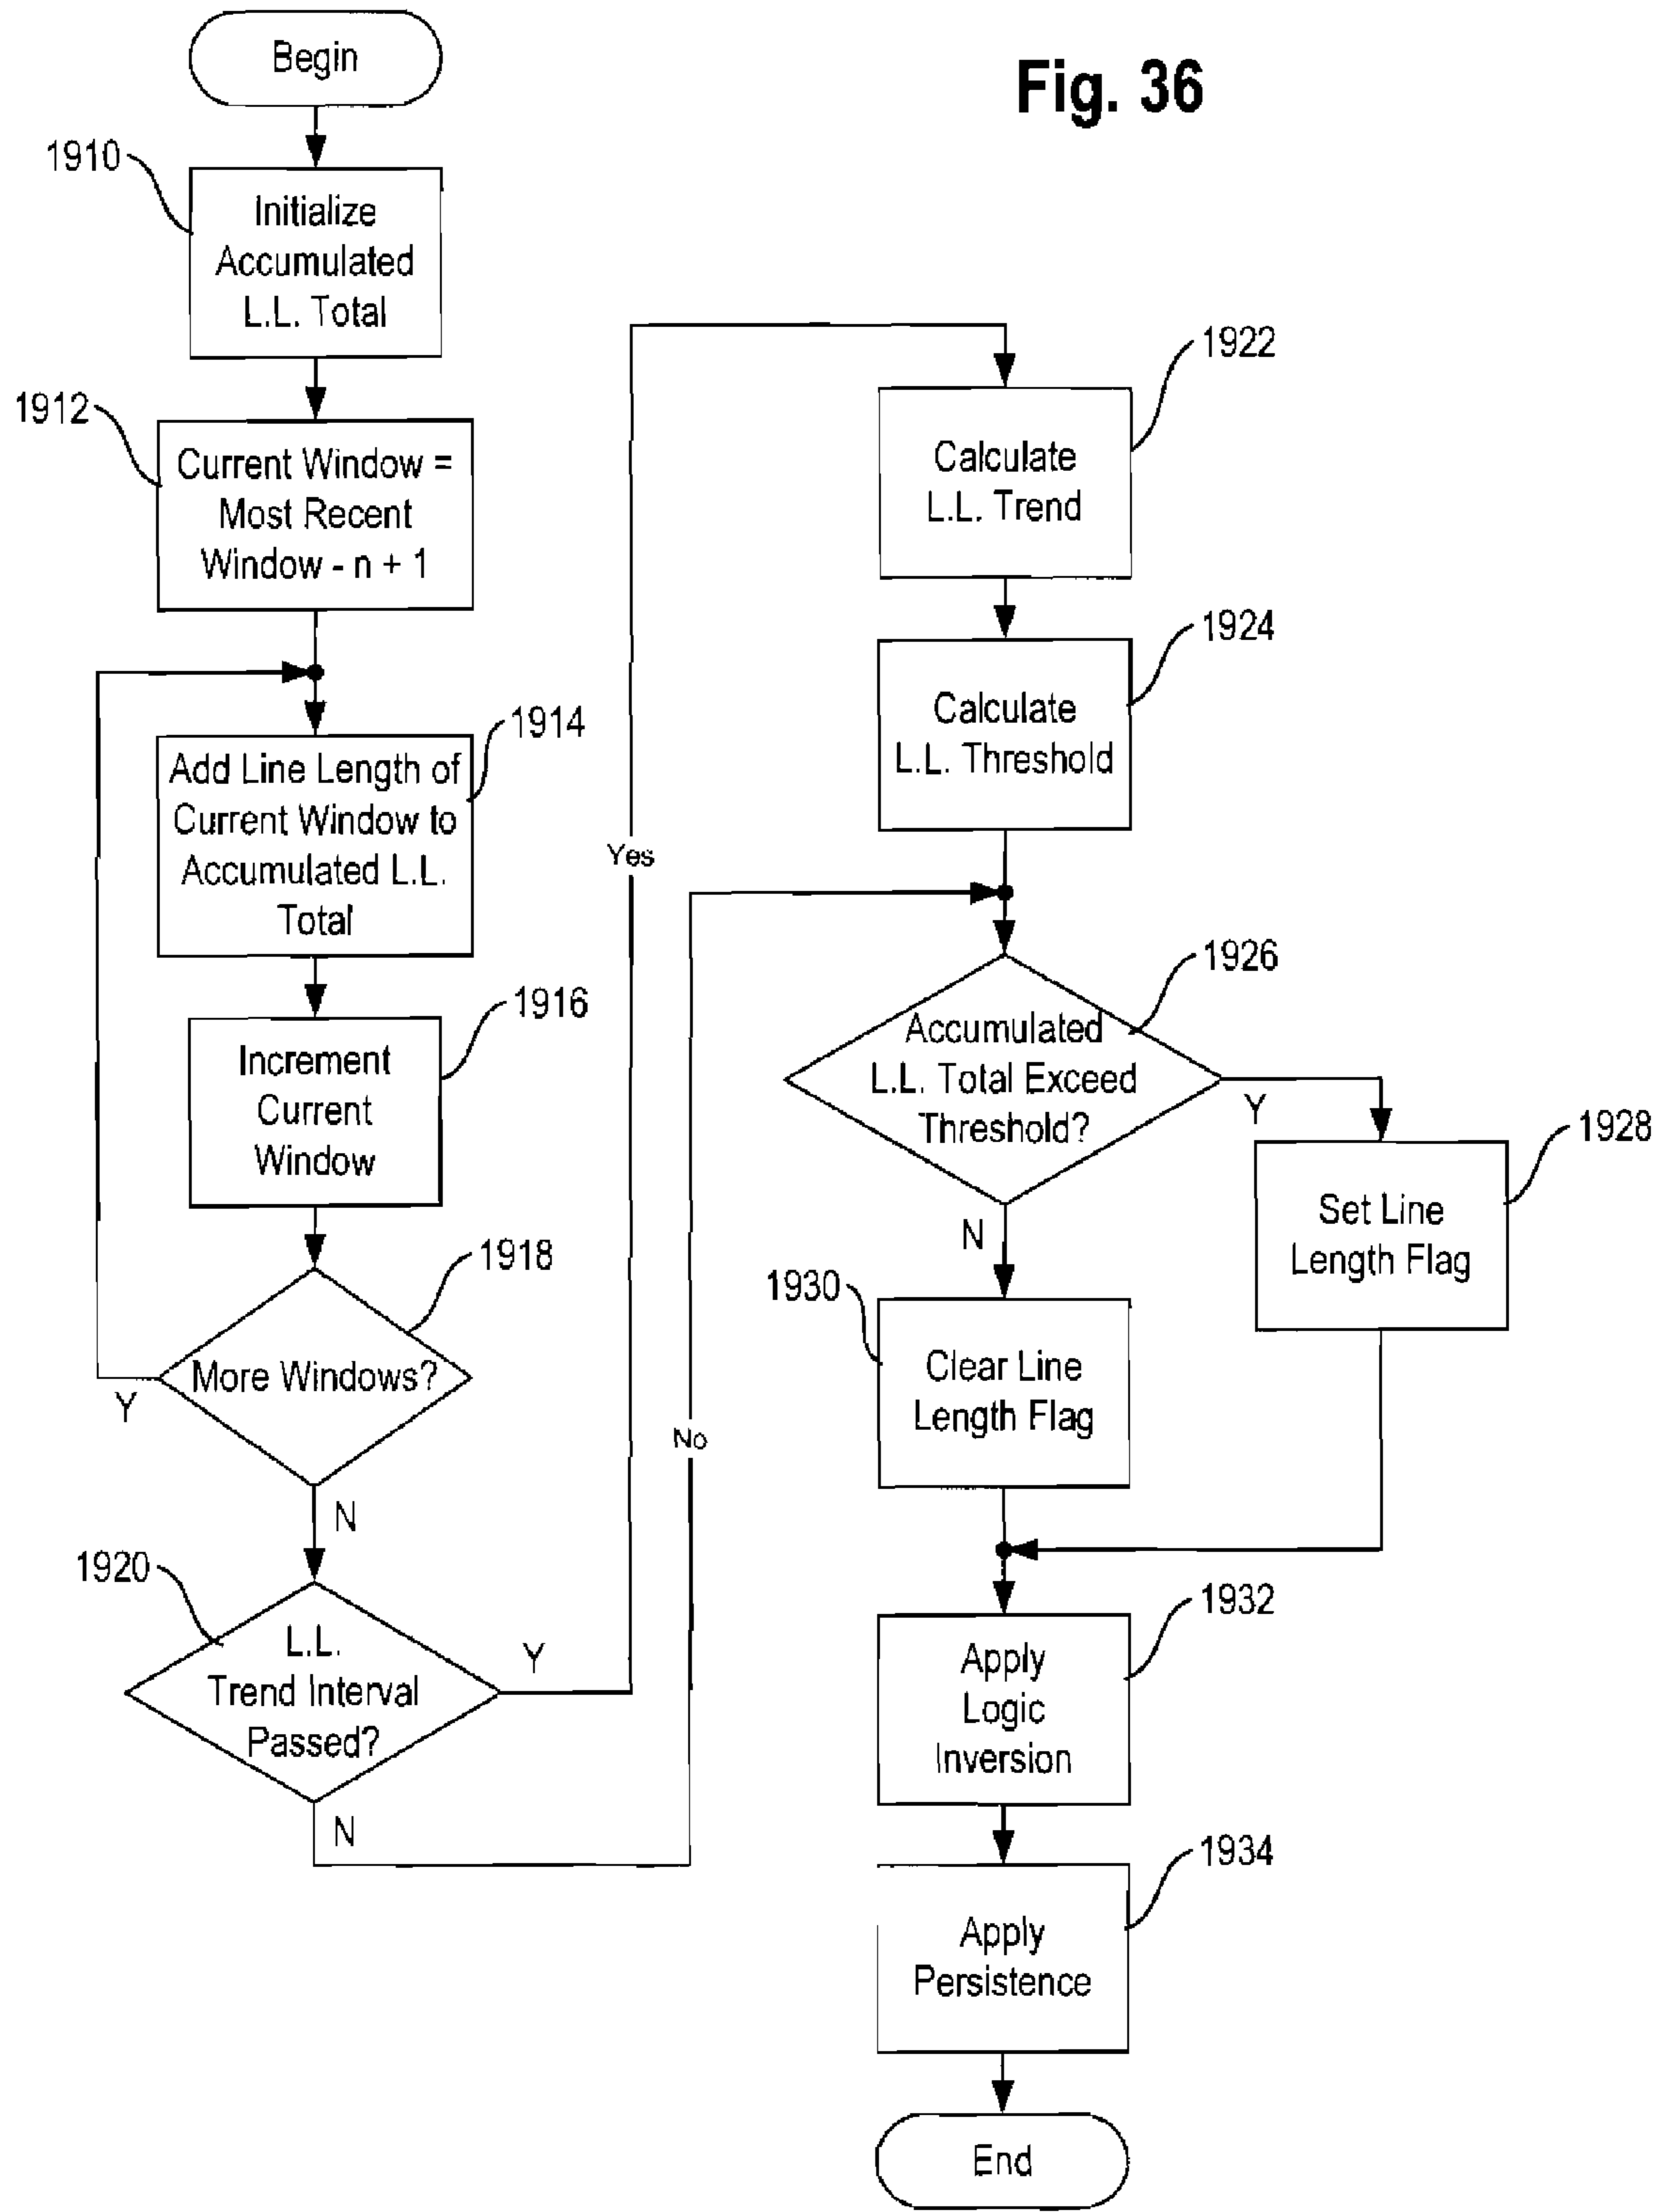 Fig. 36
Begin
1910
Initialize
Accumulated
L.L. Total
1912
Current Window =
Most Recent
Window - n + 1
1914
Add Line Length of
Current Window to
Accumulated L.L.
Total
1916
Increment
Current
Window
1918
More Windows?
Y
N
1920
L.L.
Trend Interval
Passed?
Y
N
Yes
No
1922
Calculate
L.L. Trend
1924
Calculate
L.L. Threshold
1926
Accumulated
L.L. Total Exceed
Threshold?
Y
N
1928
Set Line
Length Flag
1930
Clear Line
Length Flag
1932
Apply
Logic
Inversion
1934
Apply
Persistence
End